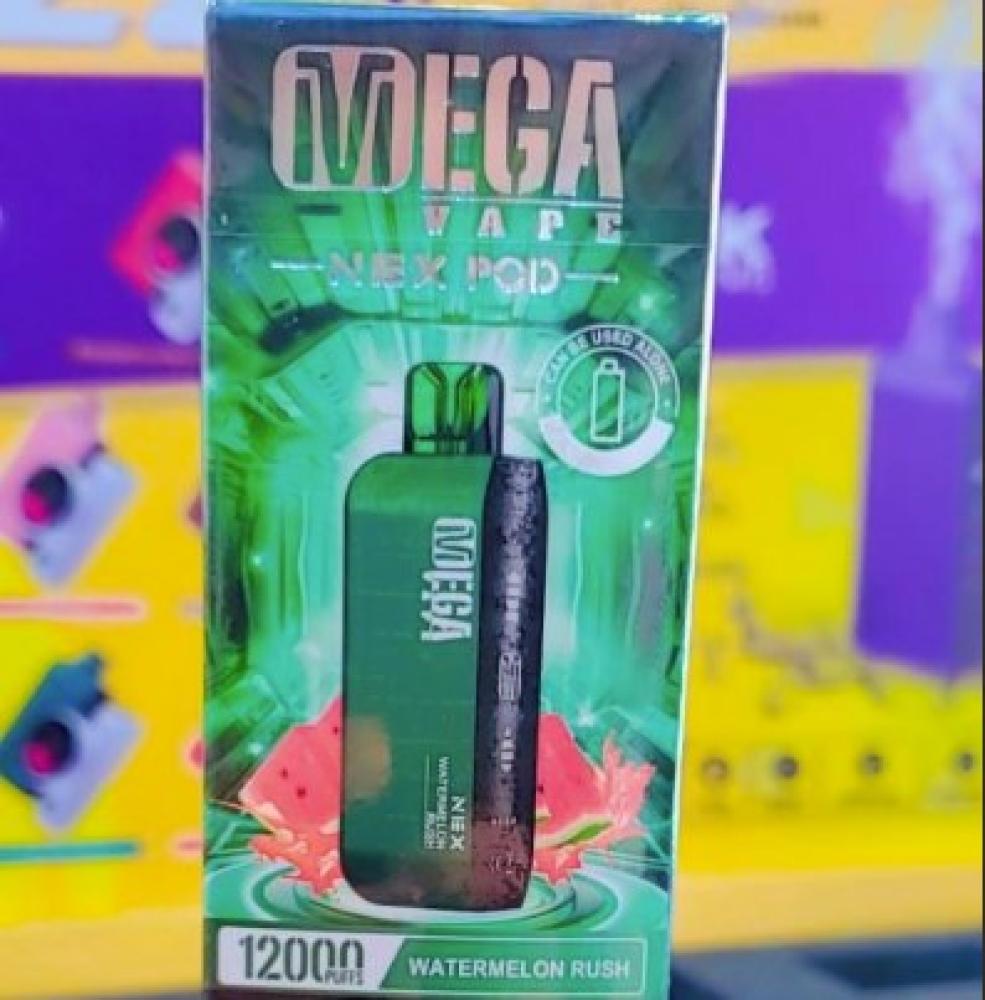 MEGA
VAPE
NEX POD
CAN BE USED ALONE
MEGA
NEX
WATERMELON
RUSH
12000
PUFFS
WATERMELON RUSH